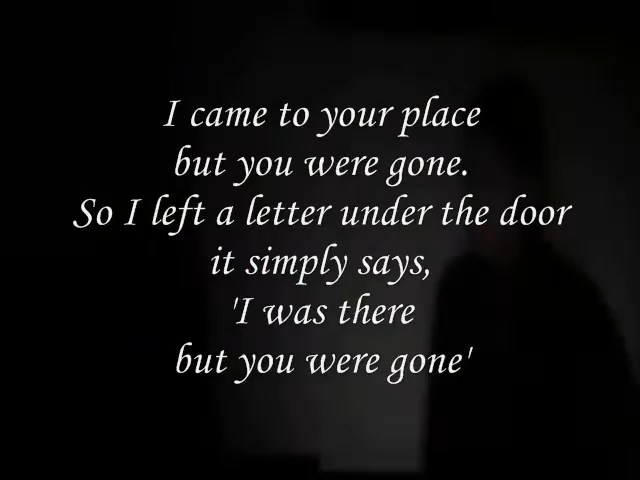 I came to your place
but you were gone.
So I left a letter under the door
it simply says,
'I was there
but you were gone'